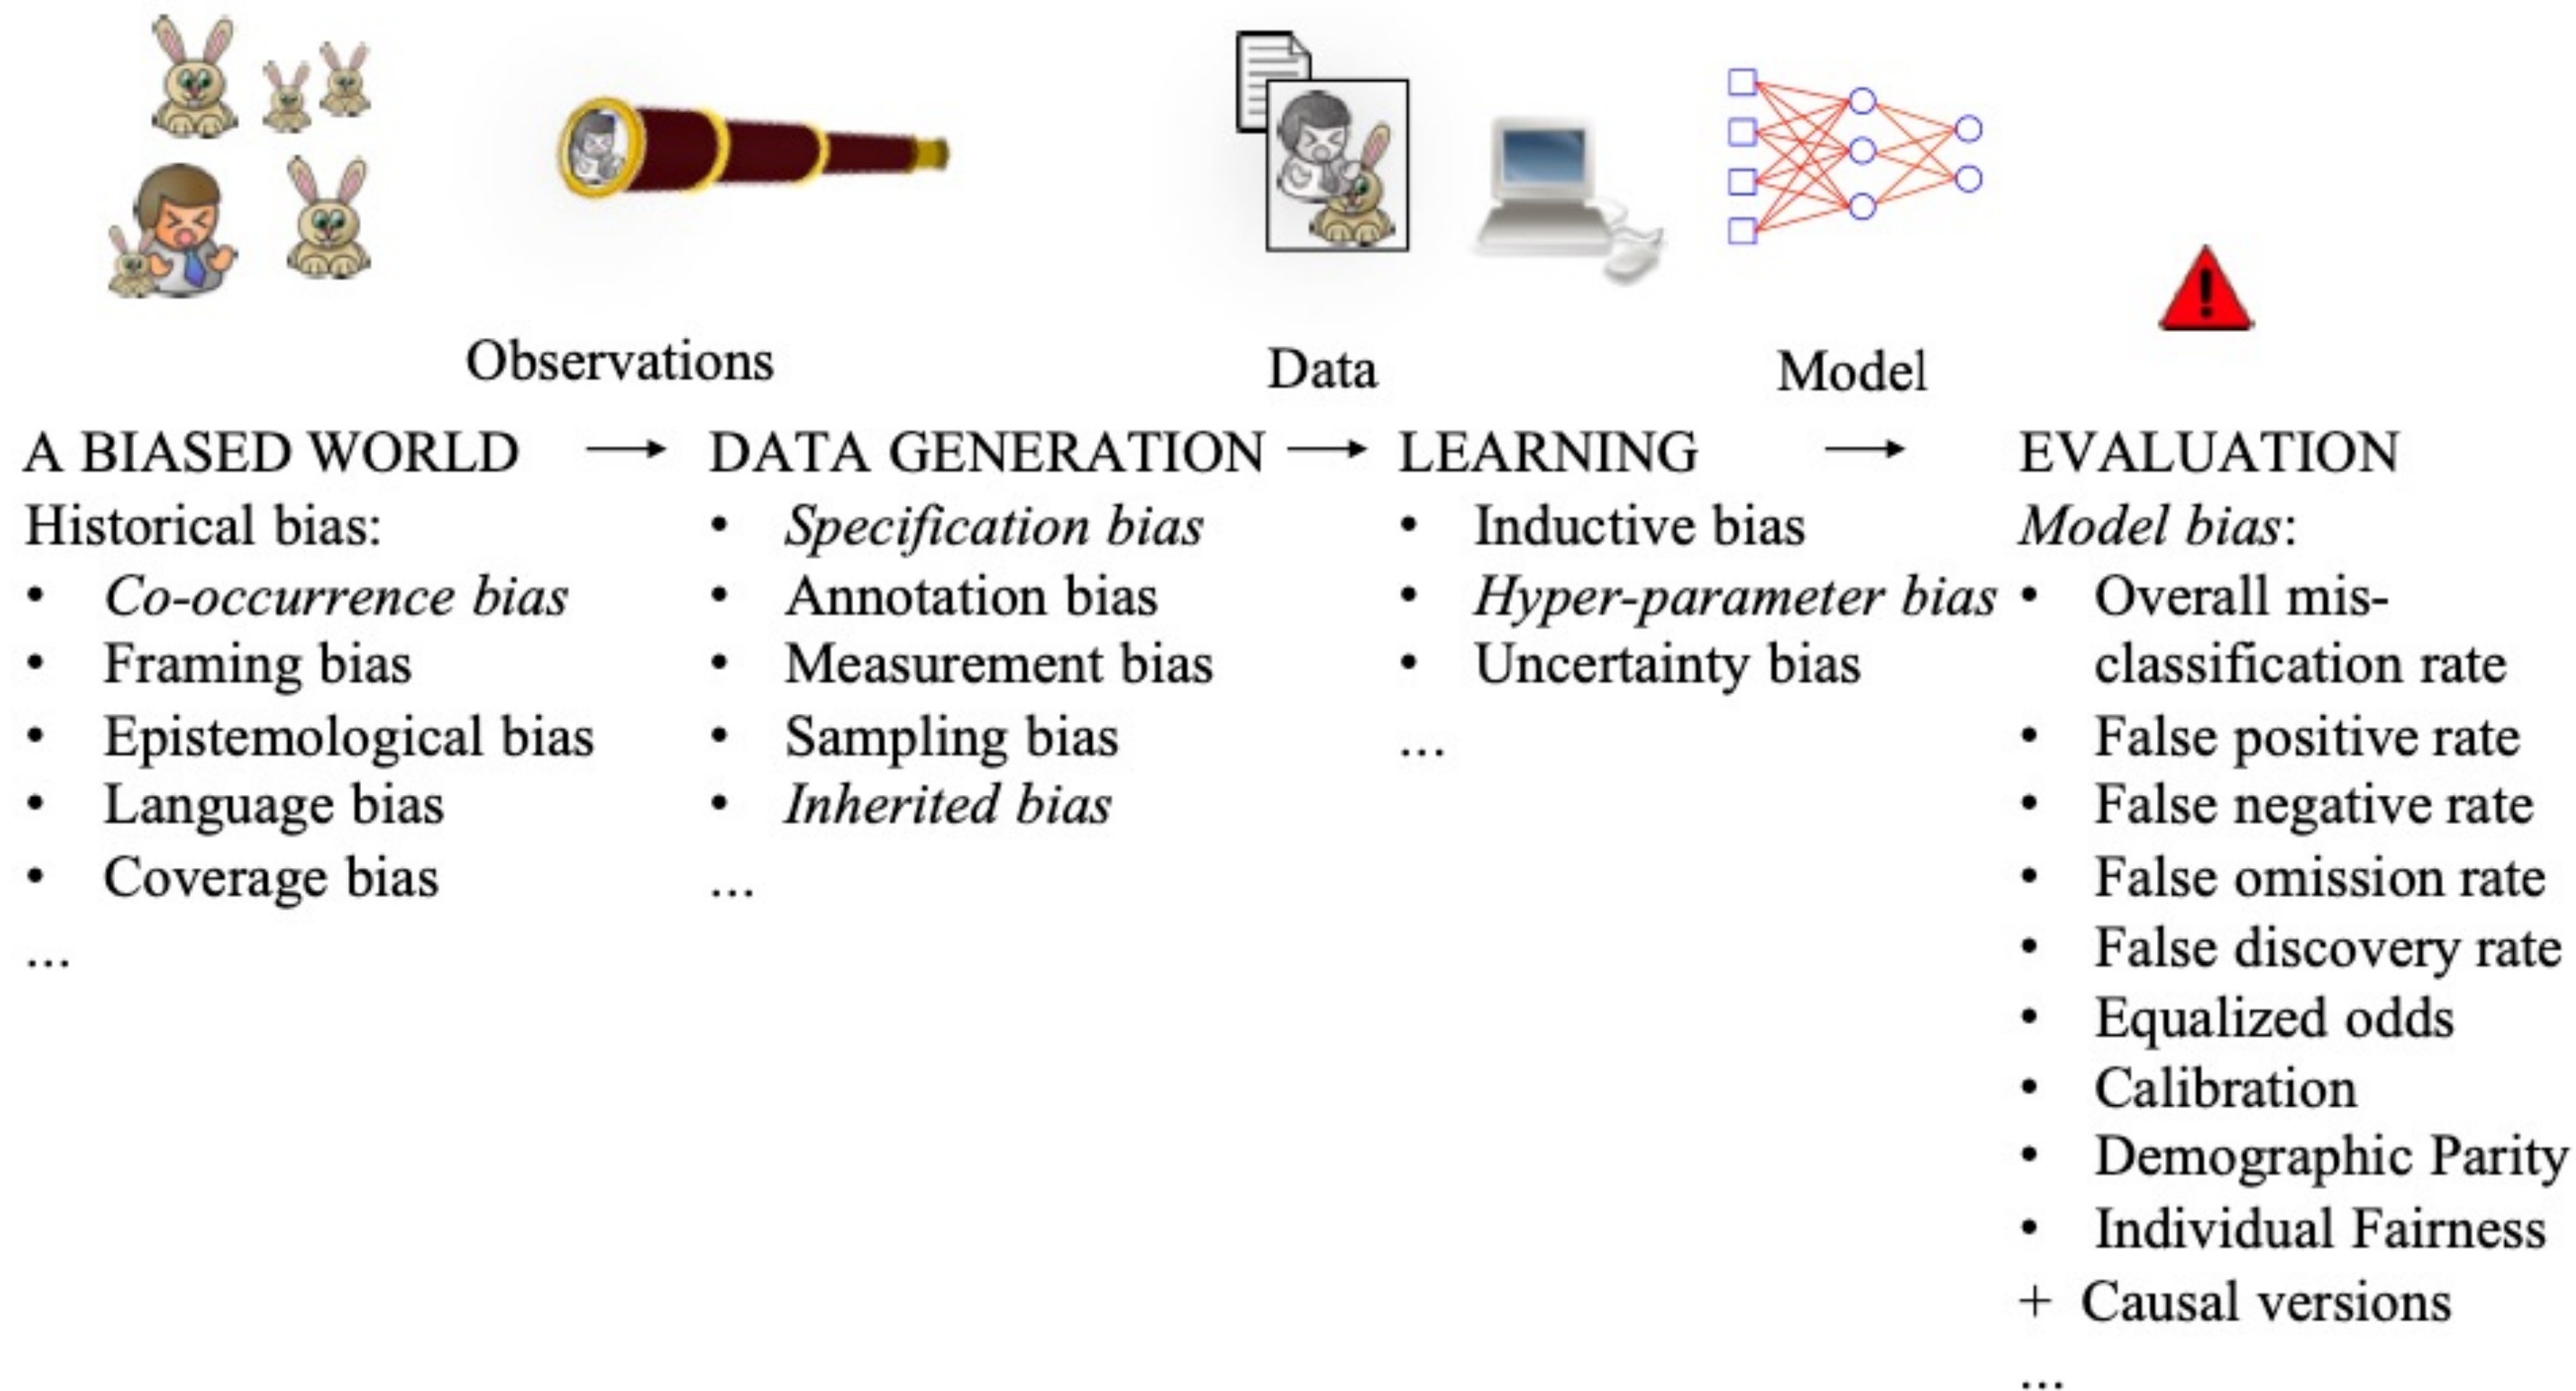 Observations
Data
Model
A BIASED WORLD → DATA GENERATION → LEARNING → EVALUATION
Historical bias:
• Co-occurrence bias
• Framing bias
• Epistemological bias
• Language bias
• Coverage bias
...
• Specification bias
• Annotation bias
• Measurement bias
• Sampling bias
• Inherited bias
...
• Inductive bias
• Hyper-parameter bias
• Uncertainty bias
...
Model bias:
• Overall mis-
classification rate
• False positive rate
• False negative rate
• False omission rate
• False discovery rate
• Equalized odds
• Calibration
• Demographic Parity
• Individual Fairness
+ Causal versions
...